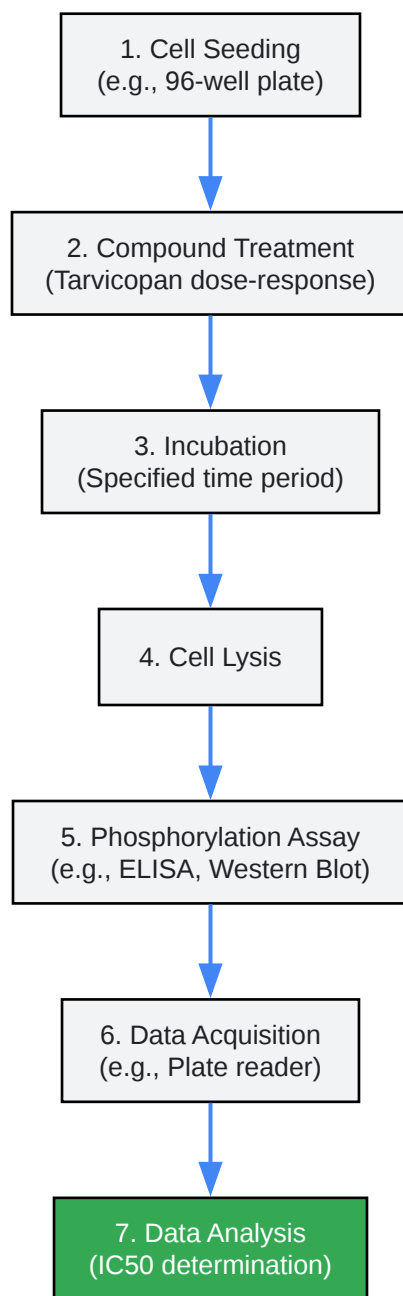 1. Cell Seeding
(e.g., 96-well plate)
2. Compound Treatment
(Tarvicopan dose-response)
3. Incubation
(Specified time period)
4. Cell Lysis
5. Phosphorylation Assay
(e.g., ELISA, Western Blot)
6. Data Acquisition
(e.g., Plate reader)
7. Data Analysis
(IC50 determination)